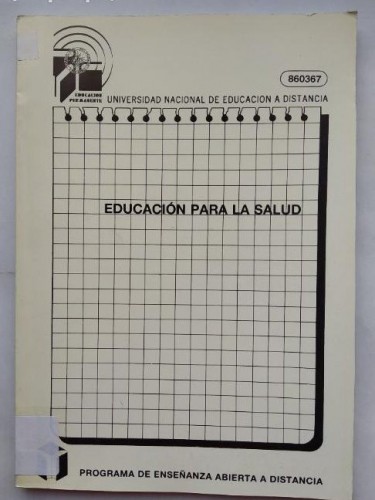 860367
EDUCACION
PERMANENTE
UNIVERSIDAD NACIONAL DE EDUCACION A DISTANCIA
EDUCACIÓN PARA LA SALUD
PROGRAMA DE ENSEÑANZA ABIERTA A DISTANCIA